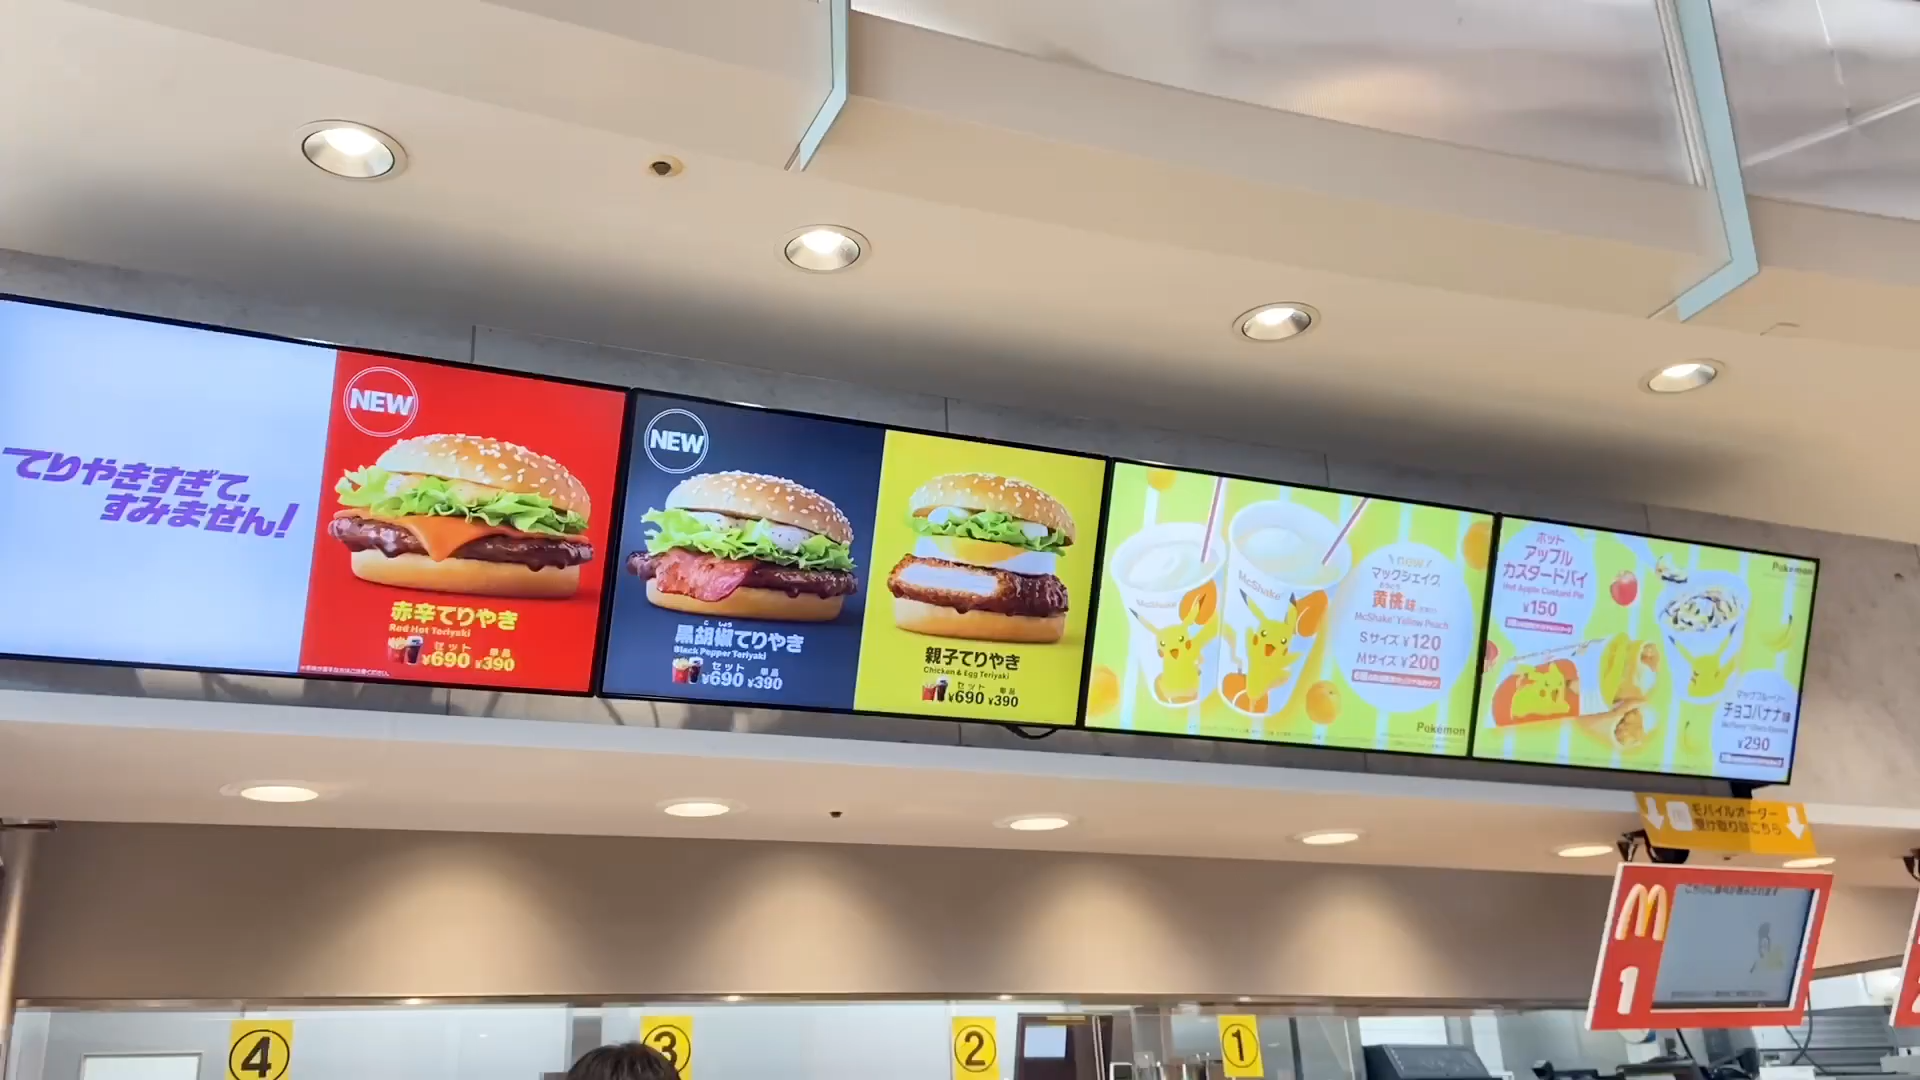 てりやきすぎて、
すみません!
NEW
赤辛てりやき
Red Hot Teriyaki
セット ¥690 単品 ¥390
NEW
黒胡椒てりやき
Black Pepper Teriyaki
セット ¥690 単品 ¥390
親子てりやき
Chicken & Egg Teriyaki
セット ¥690 単品 ¥390
McShake
McShake
new
マックシェイク
黄桃味
McShake Yellow Peach
Sサイズ ¥120
Mサイズ ¥200
Pokémon
ホット
アップル
カスタードパイ
Hot Apple Custard Pie
¥150
Pokémon
マックフルーリー
チョコバナナ味
¥290
モバイルオーダー
受け取りはこちら
M
1
4
3
2
1